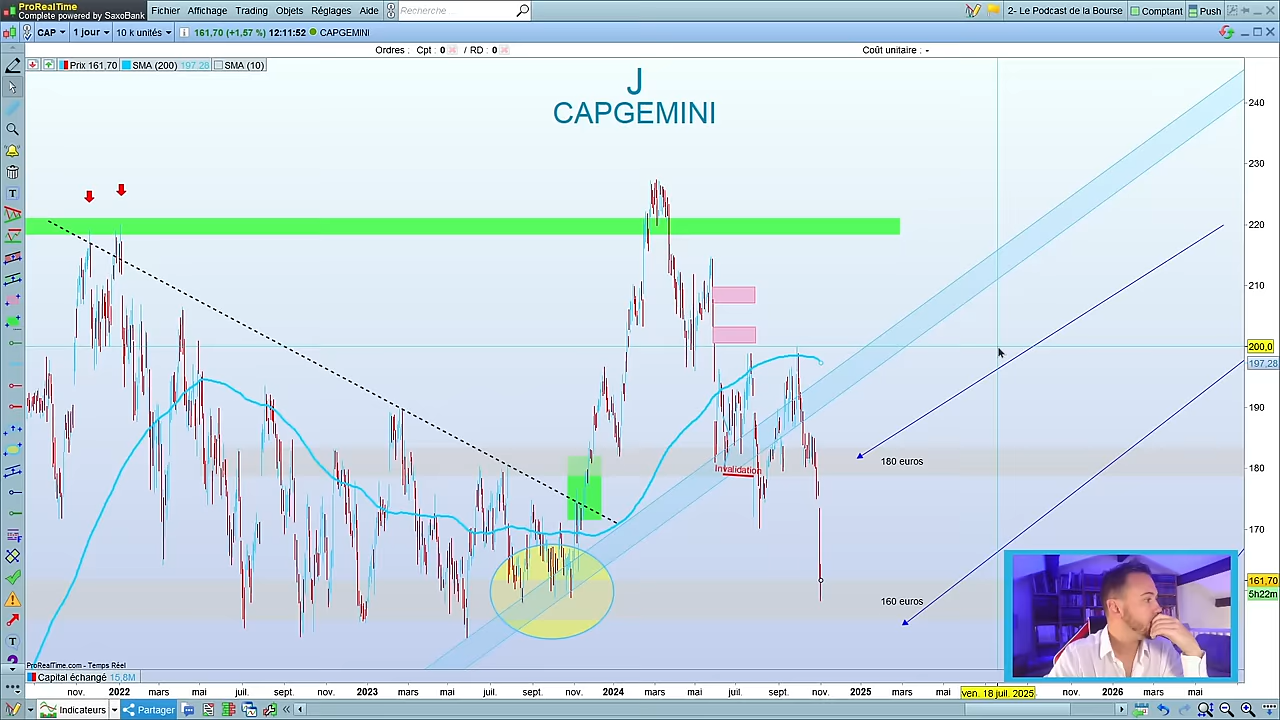 ProRealTime
Complete powered by SaxoBank
Fichier Affichage Trading Objets Réglages Aide Recherche 2- Le Podcast de la Bourse Comptant Push
CAP 1 jour 10 k unités 161,70 (+1,57 %) 12:11:52 CAPGEMINI
Ordres : Cpt : 0 / RD : 0 Coût unitaire : -
Prix 161,70 SMA (200) 197.28 SMA (10)
J
CAPGEMINI
240
230
220
210
200,0
197,28
190
180
170
161,70
5h22m
Invalidation
180 euros
160 euros
ProRealTime.com - Temps Réel
Capital échangé 15,8M
nov. 2022 mars mai juil. sept. nov. 2023 mars mai juil. sept. nov. 2024 mars mai juil. sept. nov. 2025 mars mai ven. 18 juil. 2025 nov. 2026 mars mai
Indicateurs Partager